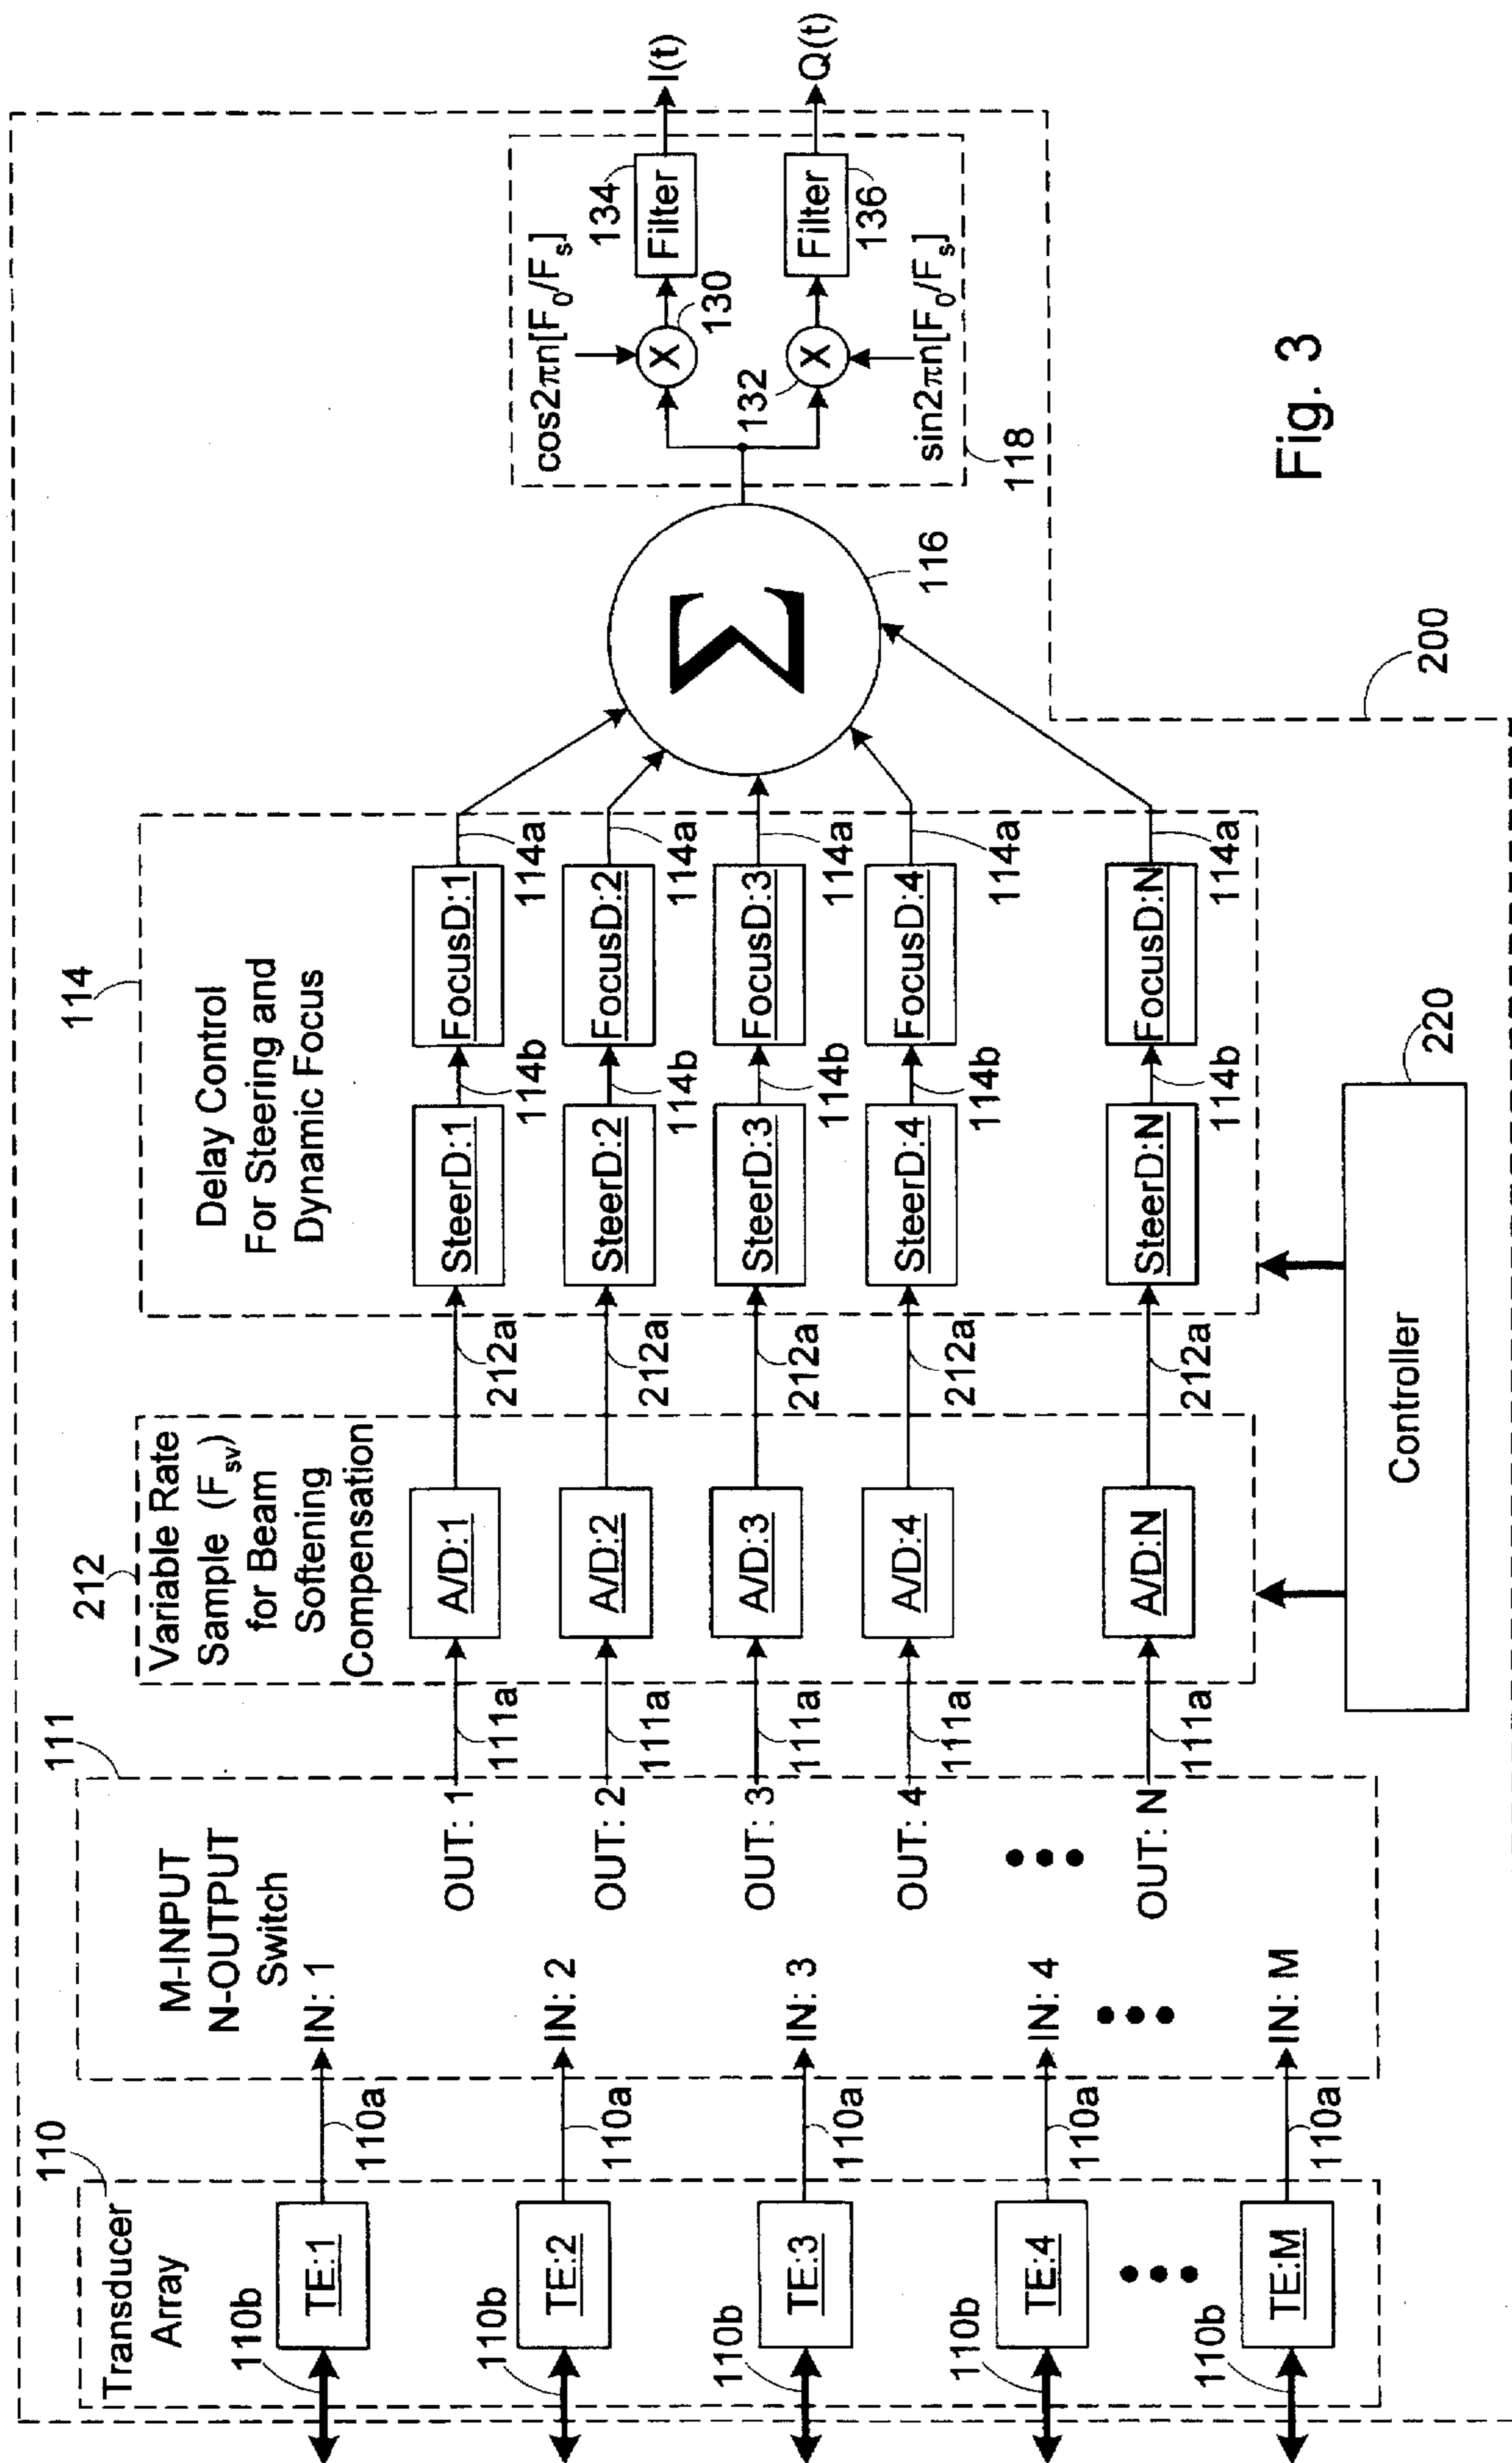 110
Transducer
Array
110b
TE:1
110a
110b
TE:2
110a
110b
TE:3
110a
110b
TE:4
110a
110b
TE:M
110a
111
M-INPUT
N-OUTPUT
Switch
IN: 1
IN: 2
IN: 3
IN: 4
IN: M
OUT: 1
OUT: 2
OUT: 3
OUT: 4
OUT: N
111a
111a
111a
111a
111a
212
Variable Rate
Sample (Fsv)
for Beam
Softening
Compensation
A/D:1
A/D:2
A/D:3
A/D:4
A/D:N
212a
212a
212a
212a
212a
114
Delay Control
For Steering and
Dynamic Focus
SteerD:1
114b
FocusD:1
114a
SteerD:2
114b
FocusD:2
114a
SteerD:3
114b
FocusD:3
114a
SteerD:4
114b
FocusD:4
114a
SteerD:N
114b
FocusD:N
114a
Controller
220
200
Σ
116
118
cos2πn[F0/Fs]
X
130
134
Filter
I(t)
132
X
sin2πn[F0/Fs]
Filter
136
Q(t)
Fig. 3